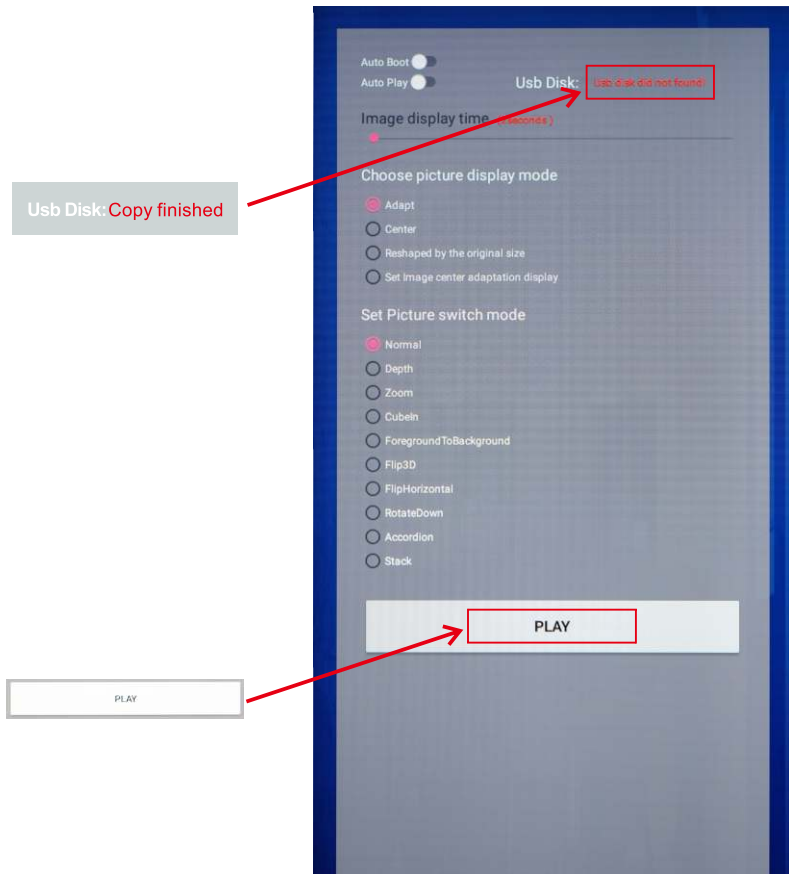 Auto Boot
Auto Play
Usb Disk: Usb disk did not found!
Image display time
Usb Disk: Copy finished
Choose picture display mode
Adapt
Center
Reshaped by the original size
Set Image center adaptation display
Set Picture switch mode
Normal
Depth
Zoom
CubeIn
ForegroundToBackground
Flip3D
FlipHorizontal
RotateDown
Accordion
Stack
PLAY
PLAY